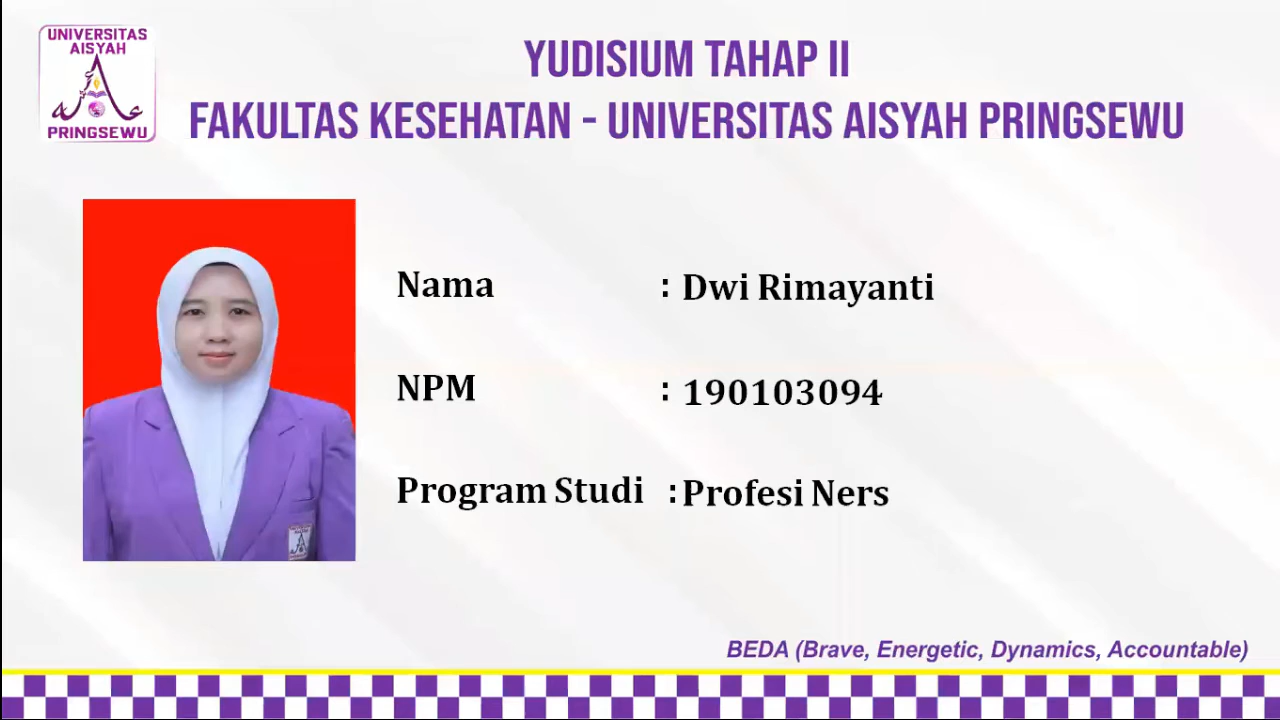 UNIVERSITAS
AISYAH
PRINGSEWU
YUDISIUM TAHAP II
FAKULTAS KESEHATAN - UNIVERSITAS AISYAH PRINGSEWU
Nama : Dwi Rimayanti
NPM : 190103094
Program Studi : Profesi Ners
BEDA (Brave, Energetic, Dynamics, Accountable)